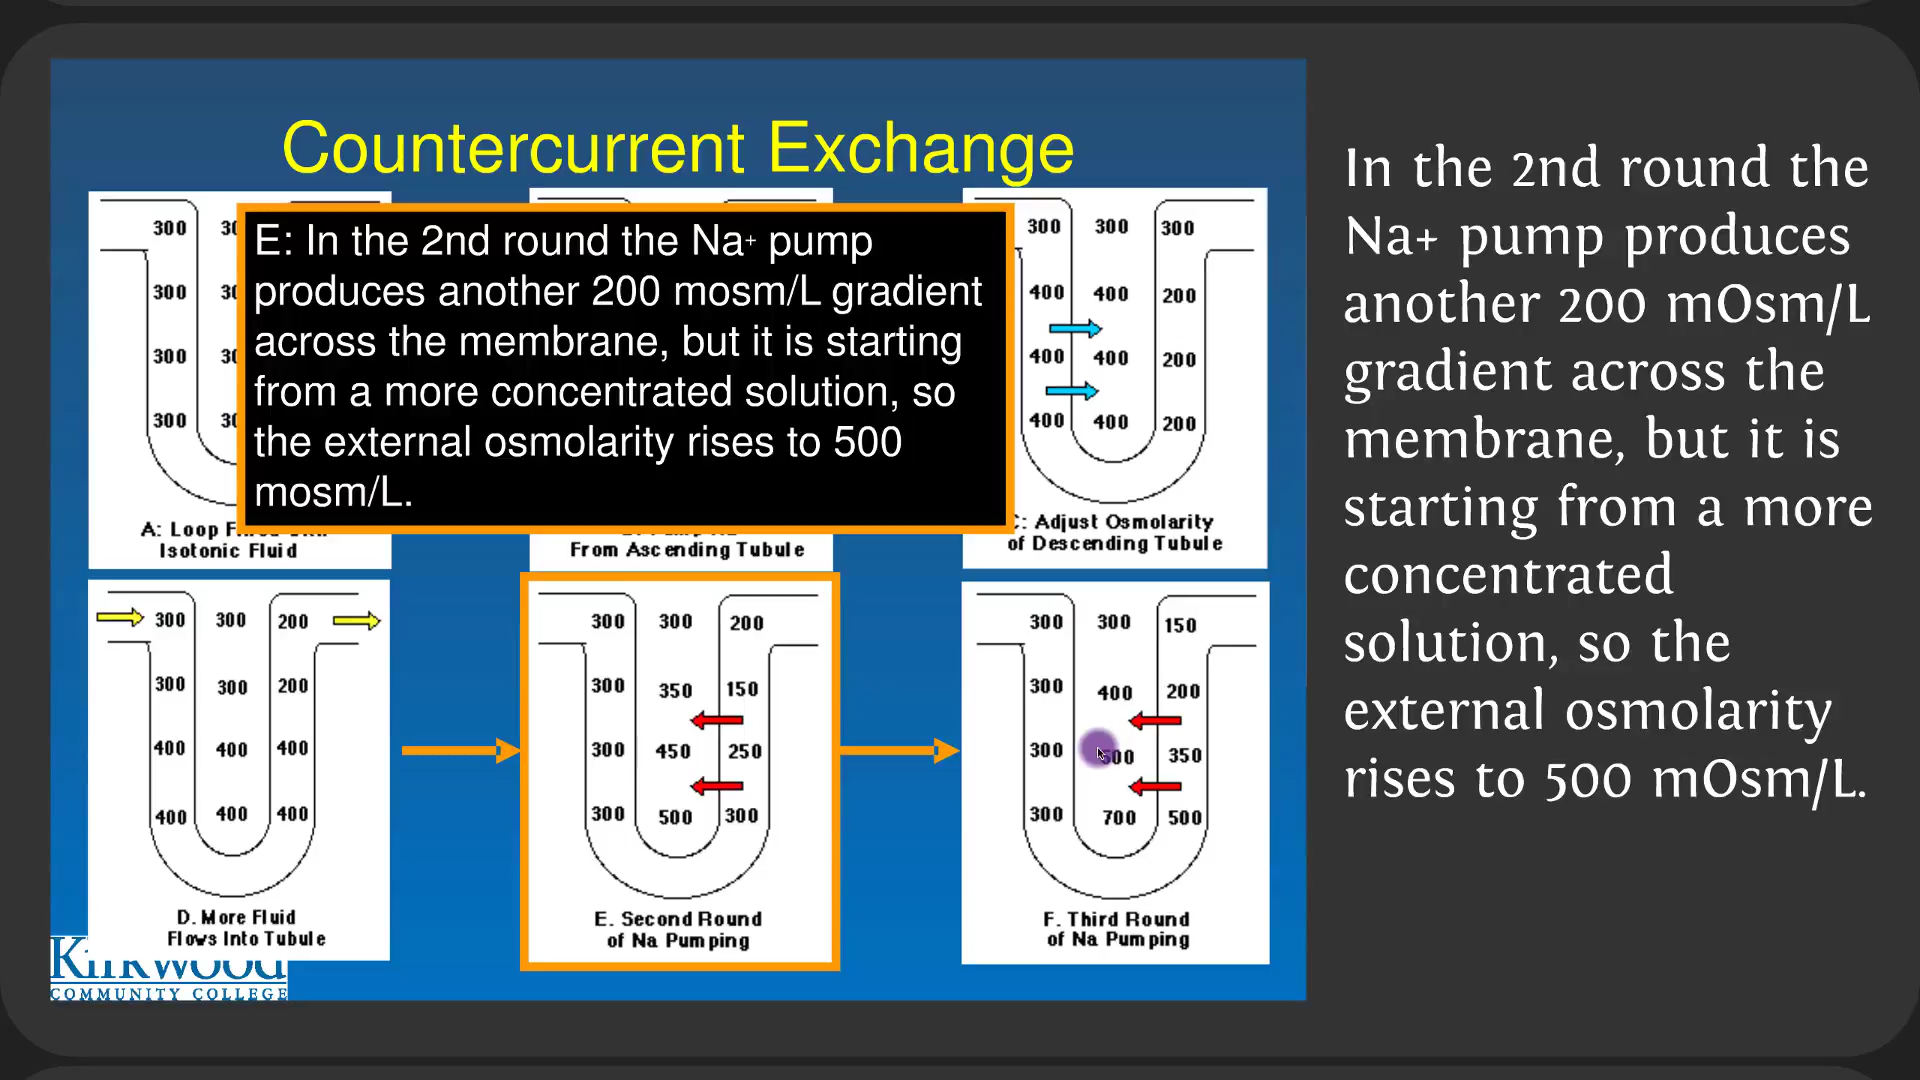 Countercurrent Exchange
E: In the 2nd round the Na+ pump
produces another 200 mosm/L gradient
across the membrane, but it is starting
from a more concentrated solution, so
the external osmolarity rises to 500
mosm/L.
300
300
300
300
A: Loop
Isotonic Fluid
From Ascending Tubule
300 300 300
400 400 200
400 400 200
400 400 200
C: Adjust Osmolarity
of Descending Tubule
300 300 200
300 300 200
400 400 400
400 400 400
D. More Fluid
Flows Into Tubule
300 300 200
300 350 150
300 450 250
300 500 300
E. Second Round
of Na Pumping
300 300 150
300 400 200
300 500 350
300 700 500
F. Third Round
of Na Pumping
Kirkwood
COMMUNITY COLLEGE
In the 2nd round the
Na+ pump produces
another 200 mOsm/L
gradient across the
membrane, but it is
starting from a more
concentrated
solution, so the
external osmolarity
rises to 500 mOsm/L.